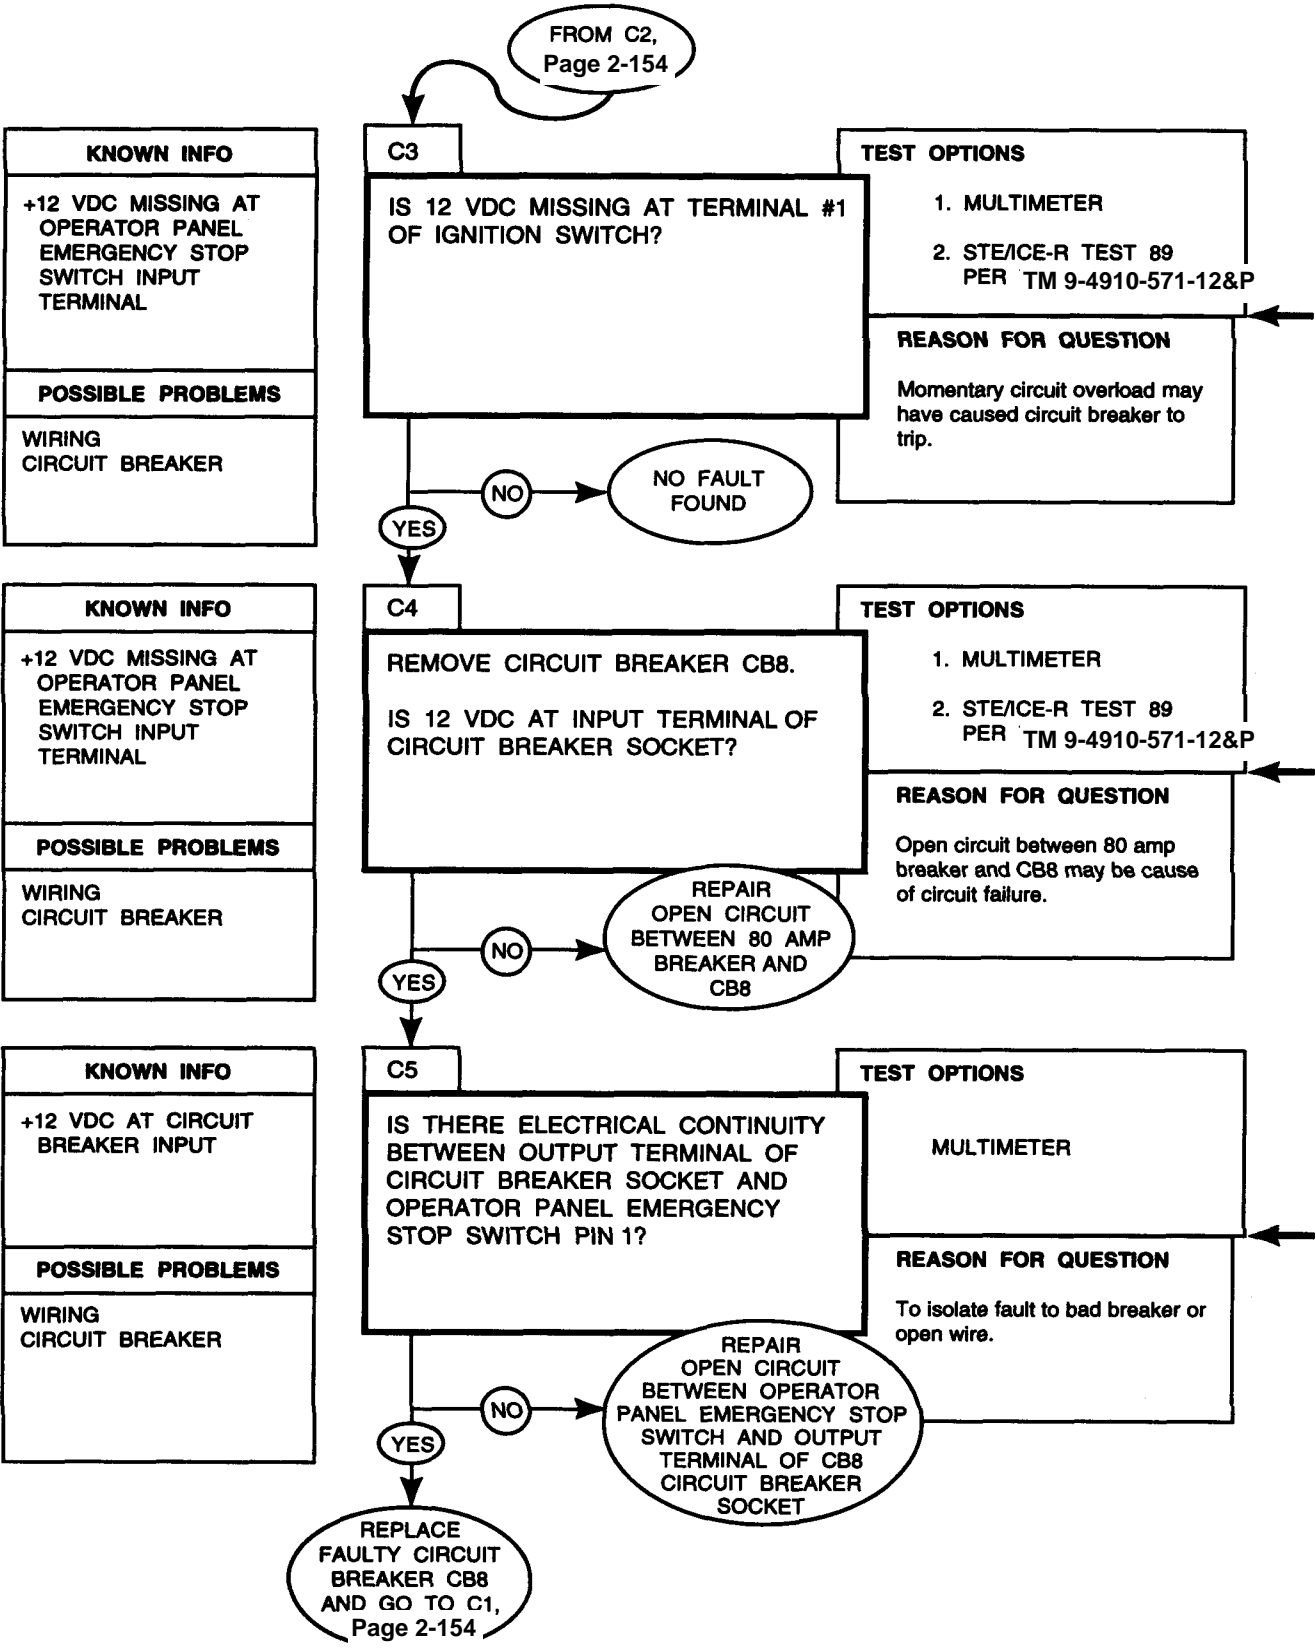 FROM C2,
Page 2-154
KNOWN INFO
+12 VDC MISSING AT
OPERATOR PANEL
EMERGENCY STOP
SWITCH INPUT
TERMINAL
POSSIBLE PROBLEMS
WIRING
CIRCUIT BREAKER
C3
IS 12 VDC MISSING AT TERMINAL #1
OF IGNITION SWITCH?
TEST OPTIONS
1. MULTIMETER
2. STE/ICE-R TEST 89
PER TM 9-4910-571-12&P
REASON FOR QUESTION
Momentary circuit overload may
have caused circuit breaker to
trip.
NO
NO FAULT
FOUND
YES
KNOWN INFO
+12 VDC MISSING AT
OPERATOR PANEL
EMERGENCY STOP
SWITCH INPUT
TERMINAL
POSSIBLE PROBLEMS
WIRING
CIRCUIT BREAKER
C4
REMOVE CIRCUIT BREAKER CB8.
IS 12 VDC AT INPUT TERMINAL OF
CIRCUIT BREAKER SOCKET?
TEST OPTIONS
1. MULTIMETER
2. STE/ICE-R TEST 89
PER TM 9-4910-571-12&P
REASON FOR QUESTION
Open circuit between 80 amp
breaker and CB8 may be cause
of circuit failure.
NO
REPAIR
OPEN CIRCUIT
BETWEEN 80 AMP
BREAKER AND
CB8
YES
KNOWN INFO
+12 VDC AT CIRCUIT
BREAKER INPUT
POSSIBLE PROBLEMS
WIRING
CIRCUIT BREAKER
C5
IS THERE ELECTRICAL CONTINUITY
BETWEEN OUTPUT TERMINAL OF
CIRCUIT BREAKER SOCKET AND
OPERATOR PANEL EMERGENCY
STOP SWITCH PIN 1?
TEST OPTIONS
MULTIMETER
REASON FOR QUESTION
To isolate fault to bad breaker or
open wire.
NO
REPAIR
OPEN CIRCUIT
BETWEEN OPERATOR
PANEL EMERGENCY STOP
SWITCH AND OUTPUT
TERMINAL OF CB8
CIRCUIT BREAKER
SOCKET
YES
REPLACE
FAULTY CIRCUIT
BREAKER CB8
AND GO TO C1,
Page 2-154